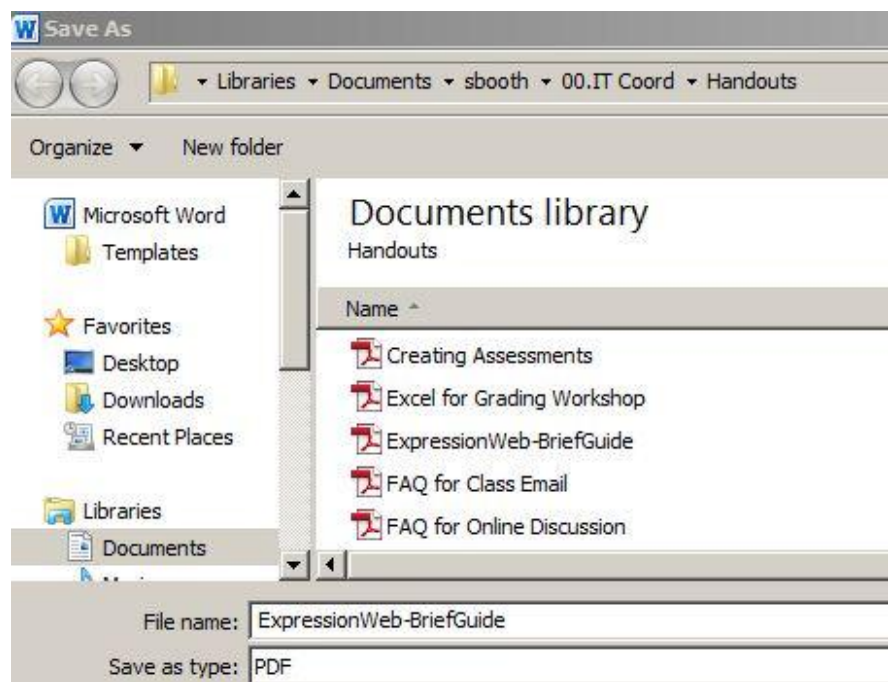 Save As
Libraries Documents sbooth 00.IT Coord Handouts
Organize New folder
Microsoft Word
Templates
Favorites
Desktop
Downloads
Recent Places
Libraries
Documents
Documents library
Handouts
Name
Creating Assessments
Excel for Grading Workshop
ExpressionWeb-BriefGuide
FAQ for Class Email
FAQ for Online Discussion
File name: ExpressionWeb-BriefGuide
Save as type: PDF